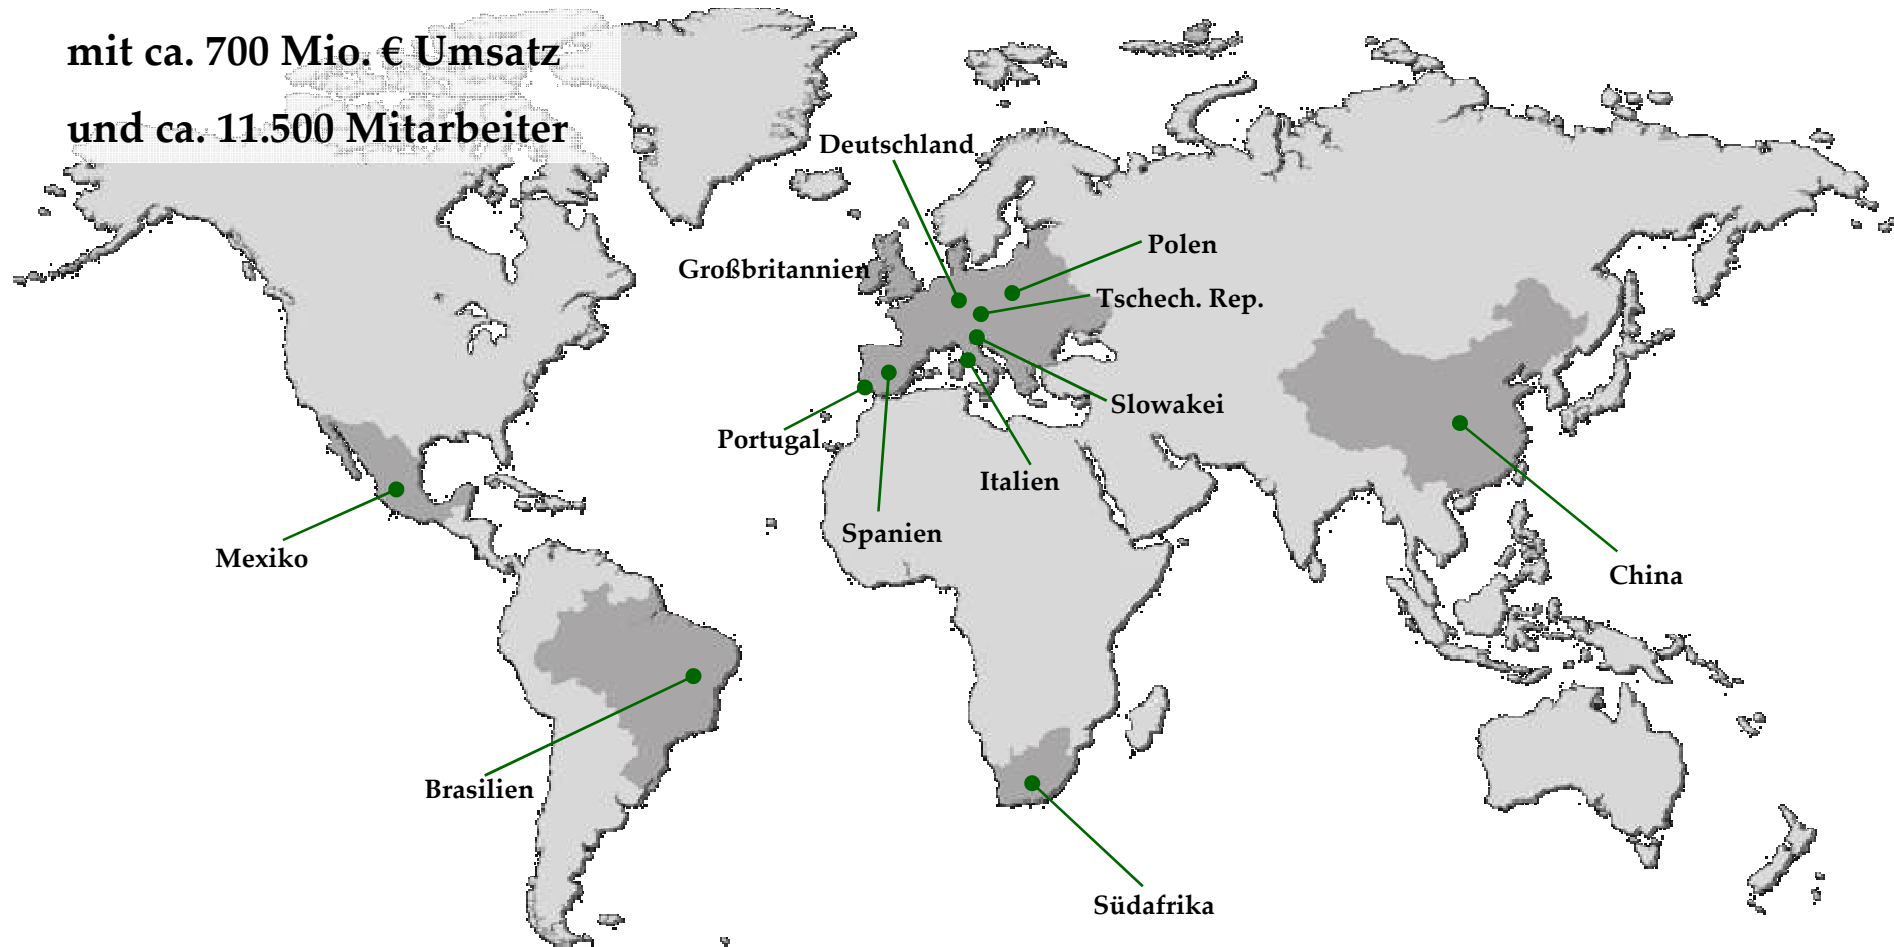 mit ca. 700 Mio. € Umsatz
und ca. 11.500 Mitarbeiter
Deutschland
Polen
Großbritannien
Tschech. Rep.
Slowakei
Portugal
Italien
Spanien
Mexiko
China
Brasilien
Südafrika